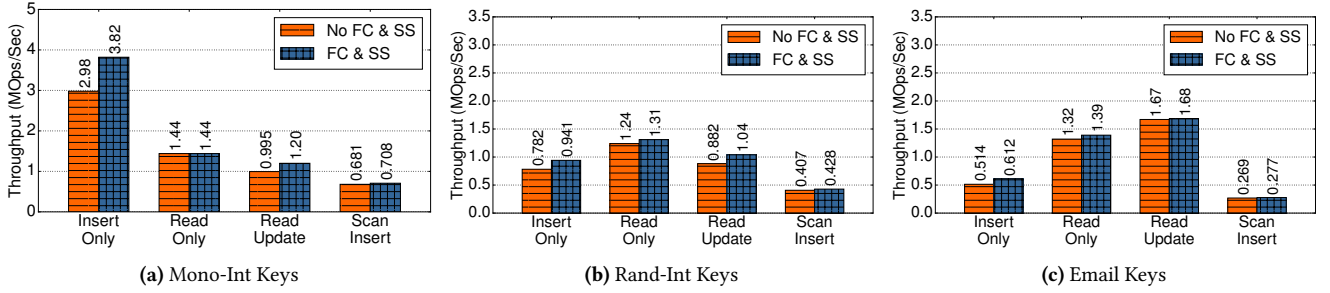 Throughput (MOps/Sec)
5
4
3
2
1
0
No FC & SS
FC & SS
2.98
3.82
1.44
1.44
0.995
1.20
0.681
0.708
Insert Only
Read Only
Read Update
Scan Insert
(a) Mono-Int Keys
Throughput (MOps/Sec)
3.5
3.0
2.5
2.0
1.5
1.0
0.5
0.0
No FC & SS
FC & SS
0.782
0.941
1.24
1.31
0.882
1.04
0.407
0.428
Insert Only
Read Only
Read Update
Scan Insert
(b) Rand-Int Keys
Throughput (MOps/Sec)
3.5
3.0
2.5
2.0
1.5
1.0
0.5
0.0
No FC & SS
FC & SS
0.514
0.612
1.32
1.39
1.67
1.68
0.269
0.277
Insert Only
Read Only
Read Update
Scan Insert
(c) Email Keys